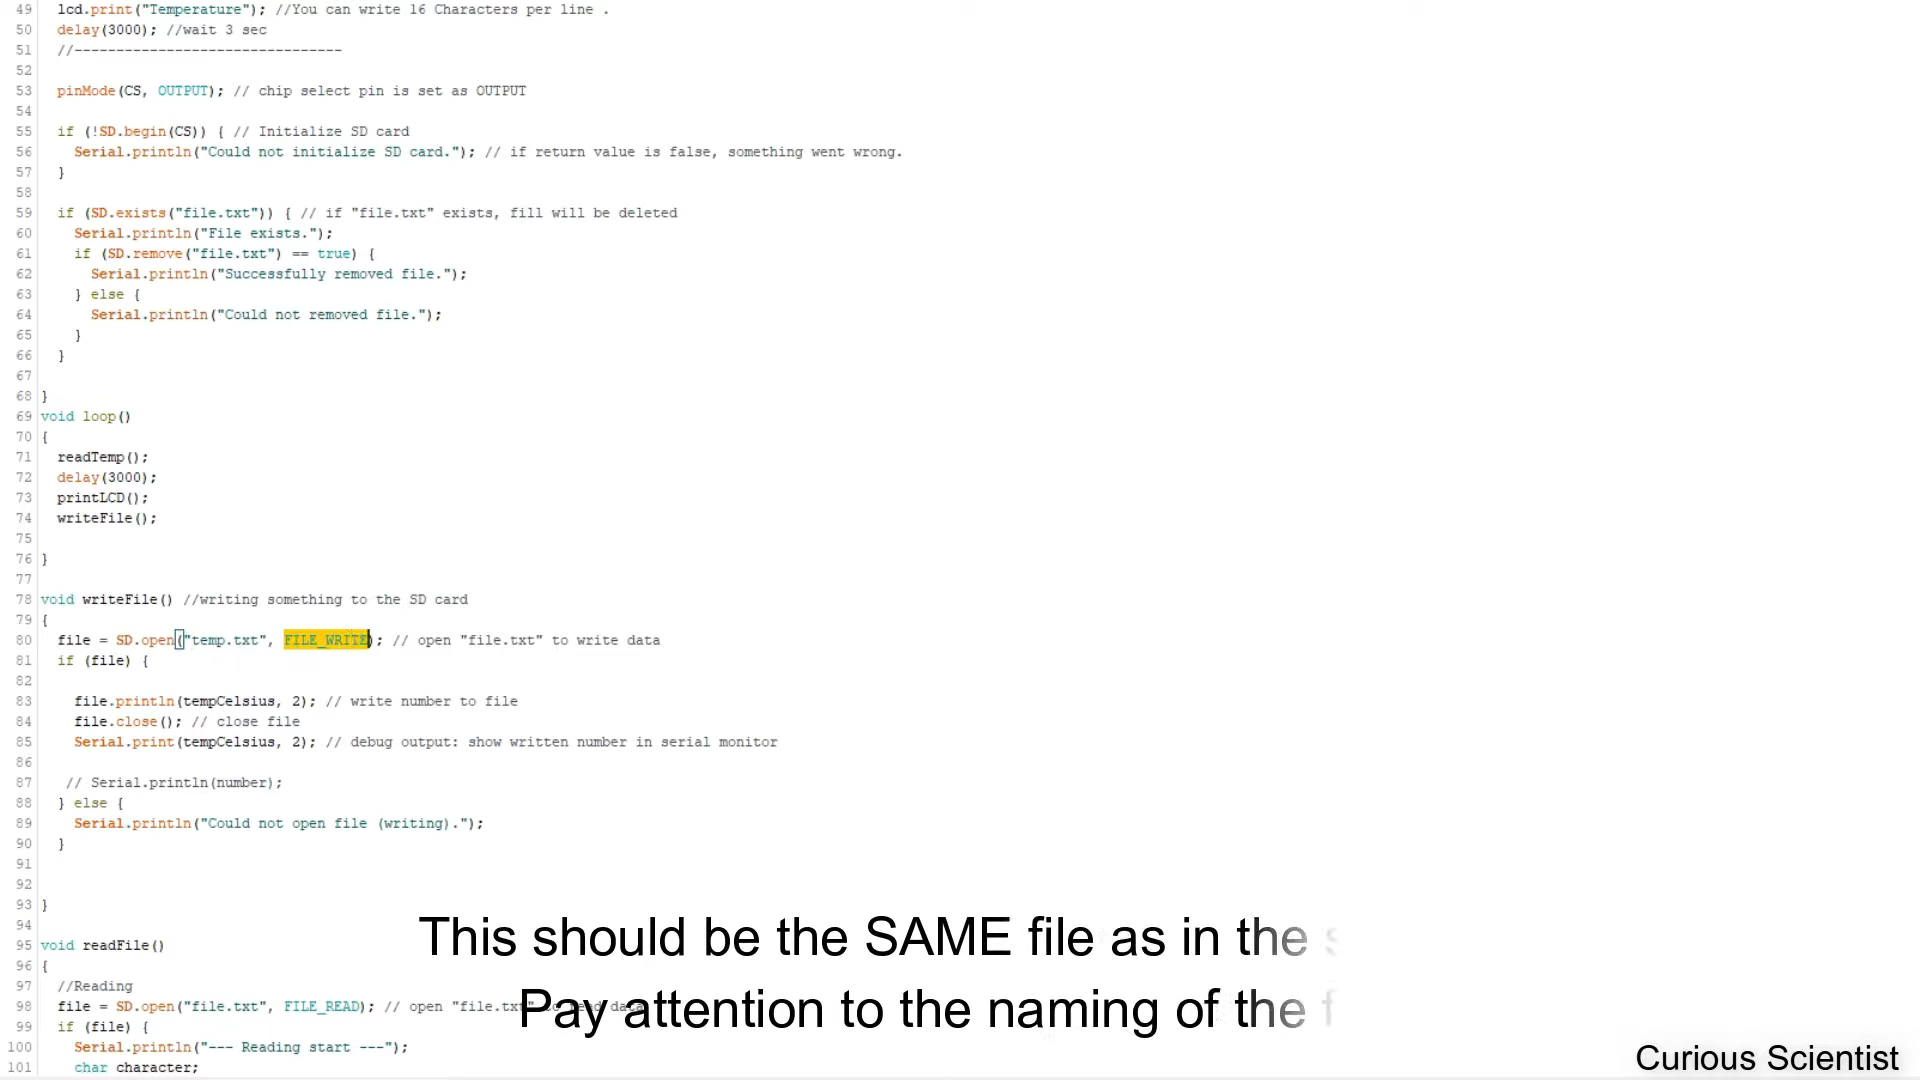 49 lcd.print("Temperature"); //You can write 16 Characters per line .
50 delay(3000); //wait 3 sec
51 //--------------------------------
52
53 pinMode(CS, OUTPUT); // chip select pin is set as OUTPUT
54
55 if (!SD.begin(CS)) { // Initialize SD card
56 Serial.println("Could not initialize SD card."); // if return value is false, something went wrong.
57 }
58
59 if (SD.exists("file.txt")) { // if "file.txt" exists, fill will be deleted
60 Serial.println("File exists.");
61 if (SD.remove("file.txt") == true) {
62 Serial.println("Successfully removed file.");
63 } else {
64 Serial.println("Could not removed file.");
65 }
66 }
67
68 }
69 void loop()
70 {
71 readTemp();
72 delay(3000);
73 printLCD();
74 writeFile();
75
76 }
77
78 void writeFile() //writing something to the SD card
79 {
80 file = SD.open("temp.txt", FILE_WRITE); // open "file.txt" to write data
81 if (file) {
82
83 file.println(tempCelsius, 2); // write number to file
84 file.close(); // close file
85 Serial.print(tempCelsius, 2); // debug output: show written number in serial monitor
86
87 // Serial.println(number);
88 } else {
89 Serial.println("Could not open file (writing).");
90 }
91
92
93 }
94
95 void readFile()
96 {
97 //Reading
98 file = SD.open("file.txt", FILE_READ); // open "file.txt" to read data
99 if (file) {
100 Serial.println("--- Reading start ---");
101 char character;
This should be the SAME file as in the
Pay attention to the naming of the
Curious Scientist